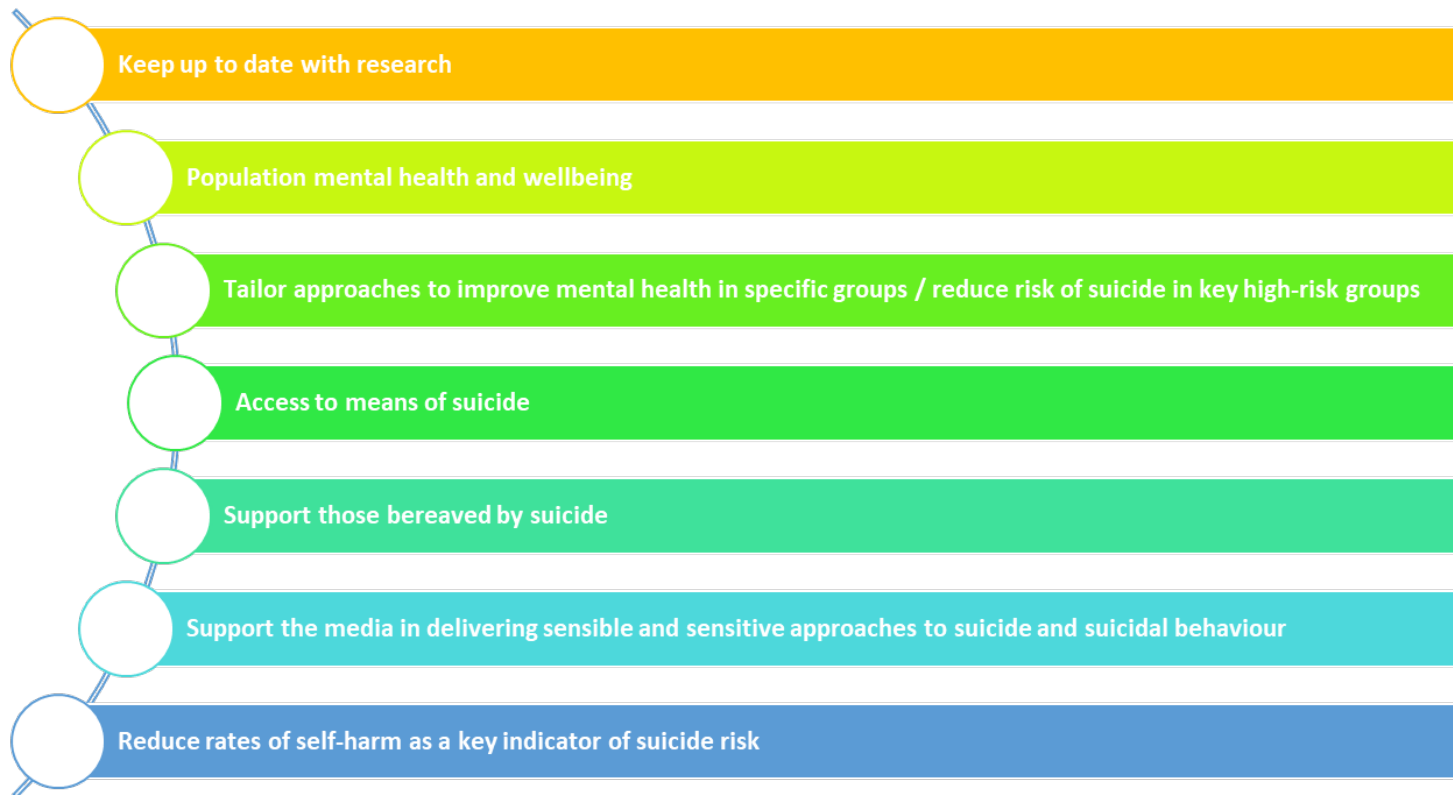 Keep up to date with research
Population mental health and wellbeing
Tailor approaches to improve mental health in specific groups / reduce risk of suicide in key high-risk groups
Access to means of suicide
Support those bereaved by suicide
Support the media in delivering sensible and sensitive approaches to suicide and suicidal behaviour
Reduce rates of self-harm as a key indicator of suicide risk